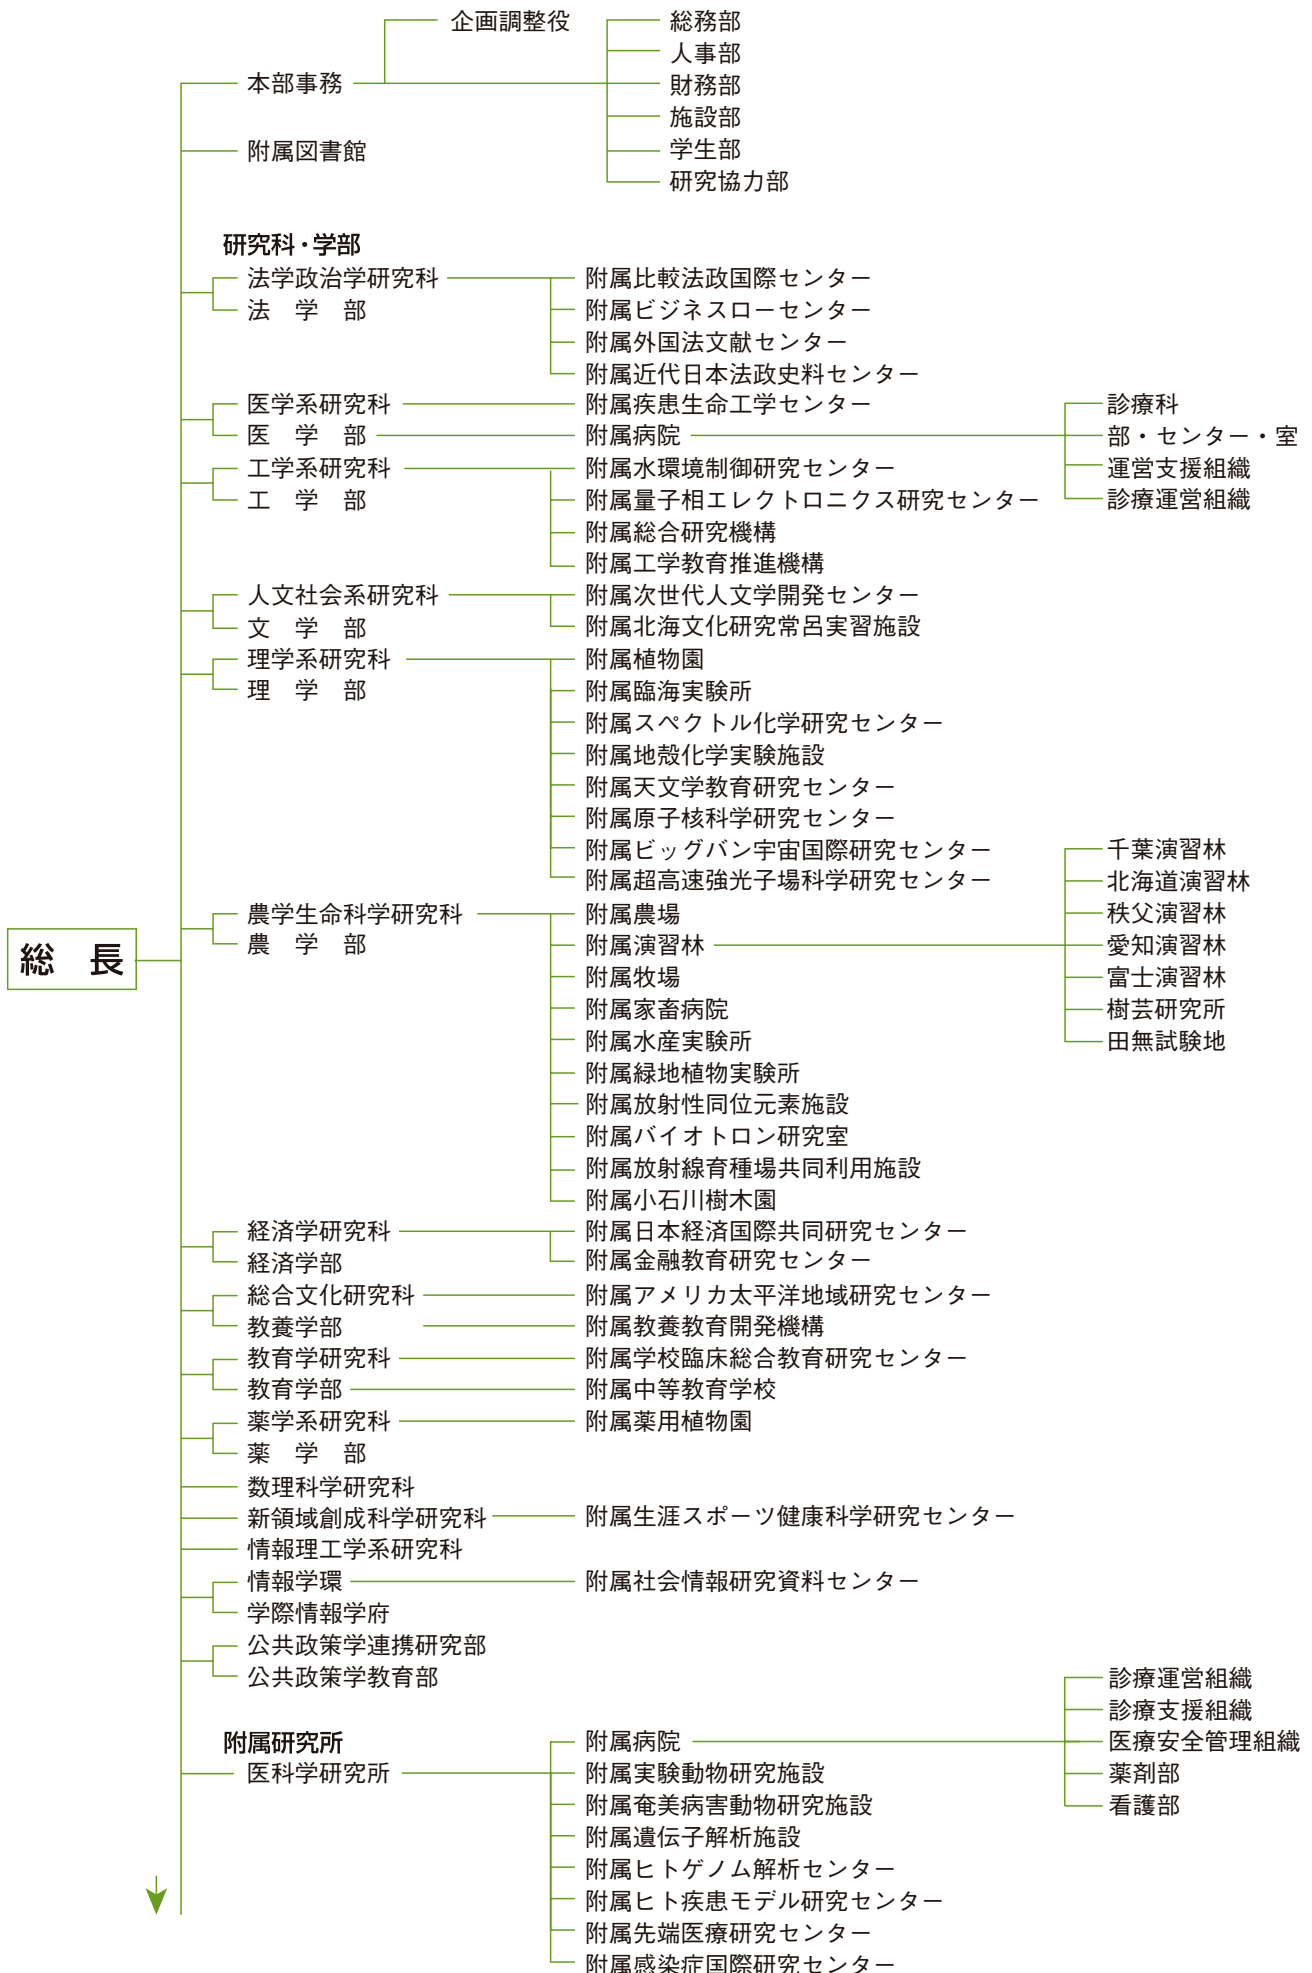 企画調整役
総務部
人事部
本部事務
財務部
施設部
附属図書館
学生部
研究協力部
研究科・学部
法学政治学研究科
附属比較法政国際センター
法　学　部
附属ビジネスローセンター
附属外国法文献センター
附属近代日本法政史料センター
医学系研究科
附属疾患生命工学センター
診療科
医　学　部
附属病院
部・センター・室
工学系研究科
附属水環境制御研究センター
運営支援組織
工　学　部
附属量子相エレクトロニクス研究センター
診療運営組織
附属総合研究機構
附属工学教育推進機構
人文社会系研究科
附属次世代人文学開発センター
文　学　部
附属北海文化研究常呂実習施設
理学系研究科
附属植物園
理　学　部
附属臨海実験所
附属スペクトル化学研究センター
附属地殻化学実験施設
附属天文学教育研究センター
附属原子核科学研究センター
附属ビッグバン宇宙国際研究センター
千葉演習林
附属超高速強光子場科学研究センター
北海道演習林
農学生命科学研究科
附属農場
秩父演習林
総　長
農　学　部
附属演習林
愛知演習林
附属牧場
富士演習林
附属家畜病院
樹芸研究所
附属水産実験所
田無試験地
附属緑地植物実験所
附属放射性同位元素施設
附属バイオトロン研究室
附属放射線育種場共同利用施設
附属小石川樹木園
経済学研究科
附属日本経済国際共同研究センター
経済学部
附属金融教育研究センター
総合文化研究科
附属アメリカ太平洋地域研究センター
教養学部
附属教養教育開発機構
教育学研究科
附属学校臨床総合教育研究センター
教育学部
附属中等教育学校
薬学系研究科
附属薬用植物園
薬　学　部
数理科学研究科
新領域創成科学研究科
附属生涯スポーツ健康科学研究センター
情報理工学系研究科
情報学環
附属社会情報研究資料センター
学際情報学府
公共政策学連携研究部
公共政策学教育部
診療運営組織
診療支援組織
附属研究所
附属病院
医療安全管理組織
医科学研究所
附属実験動物研究施設
薬剤部
附属奄美病害動物研究施設
看護部
附属遺伝子解析施設
附属ヒトゲノム解析センター
附属ヒト疾患モデル研究センター
附属先端医療研究センター
附属感染症国際研究センター